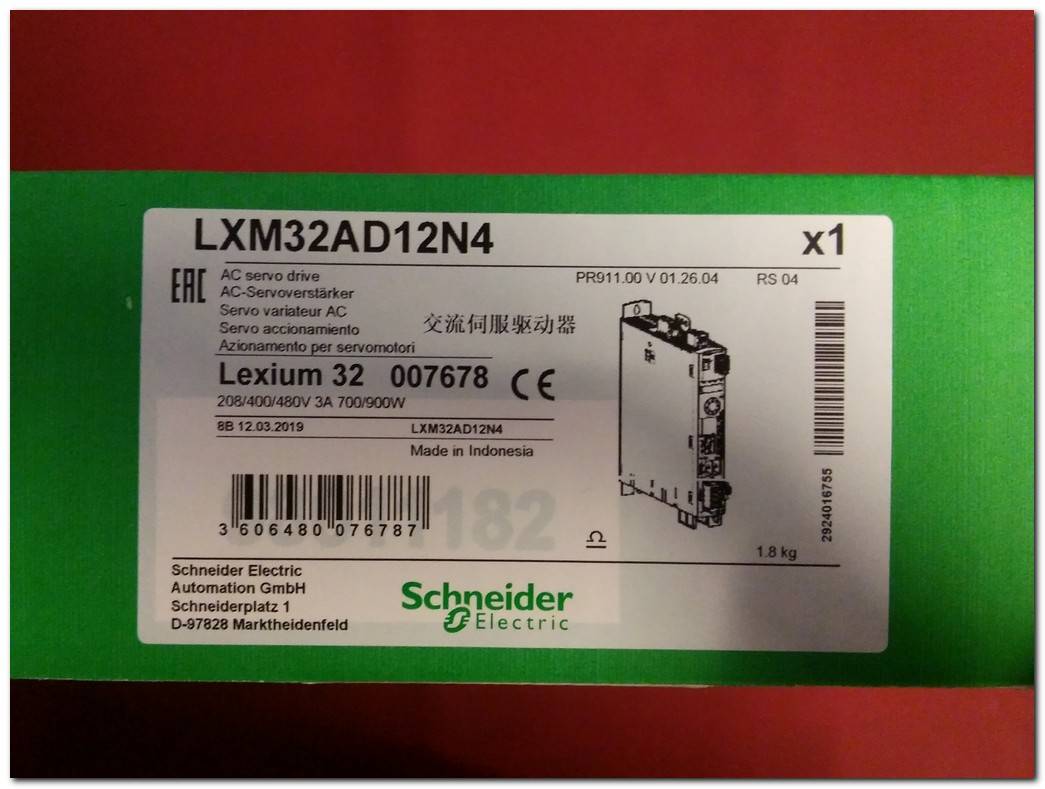 LXM32AD12N4 x1
EAC
AC servo drive
AC-Servoverstärker
Servo variateur AC
Servo accionamiento
Azionamento per servomotori
交流伺服驱动器
PR911.00 V 01.26.04 RS 04
Lexium 32 007678 CE
208/400/480V 3A 700/900W
8B 12.03.2019 LXM32AD12N4
Made in Indonesia
3 606480 076787
182
2924016755
1.8 kg
Schneider Electric
Automation GmbH
Schneiderplatz 1
D-97828 Marktheidenfeld
Schneider
Electric